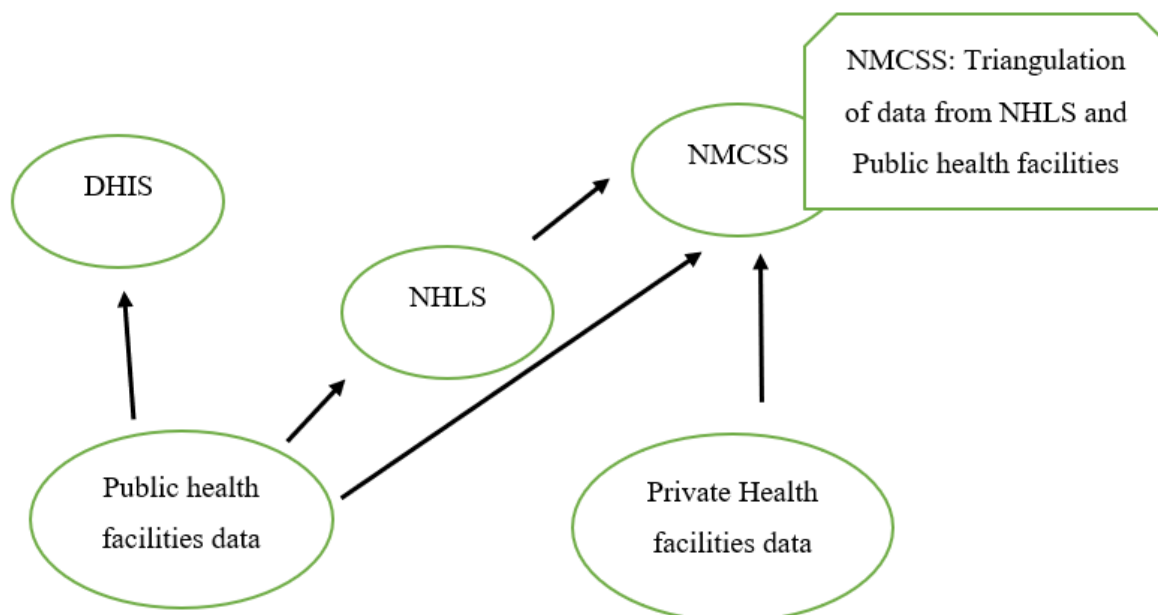 NMCSS: Triangulation
of data from NHLS and
Public health facilities
NMCSS
DHIS
NHLS
Public health
facilities data
Private Health
facilities data